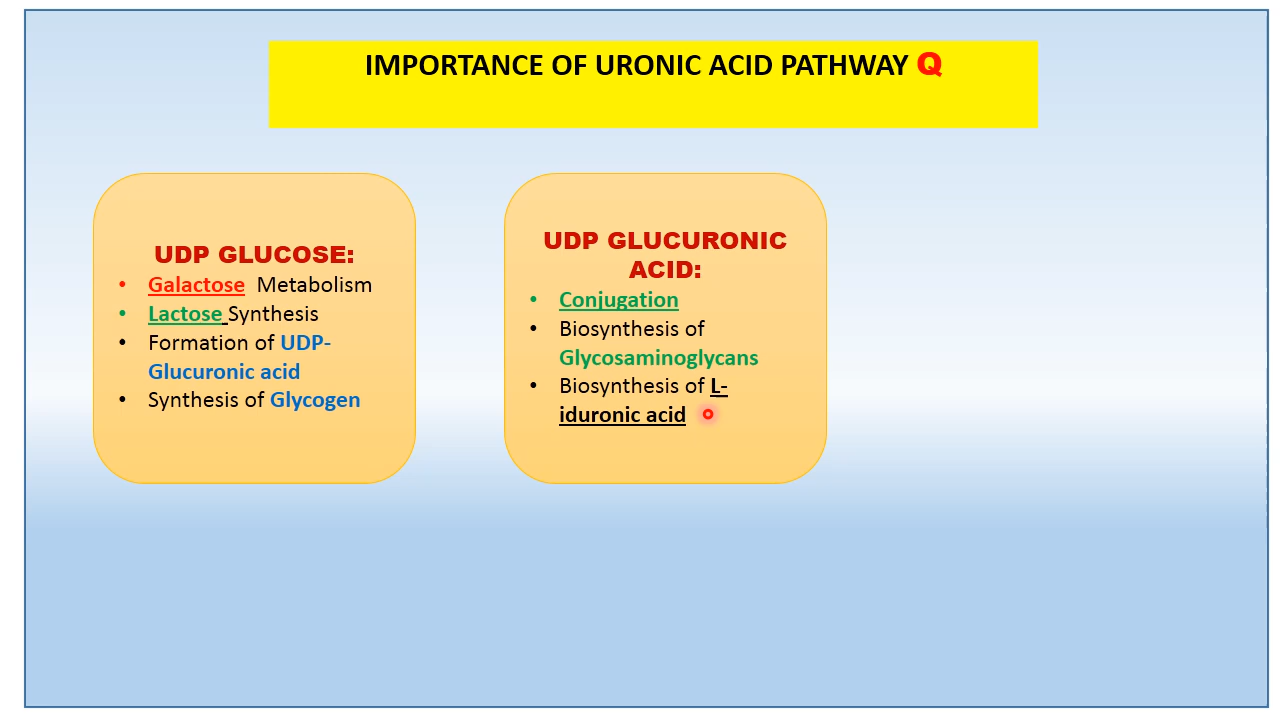 IMPORTANCE OF URONIC ACID PATHWAY Q
UDP GLUCOSE:
• Galactose Metabolism
• Lactose Synthesis
• Formation of UDP-
Glucuronic acid
• Synthesis of Glycogen
UDP GLUCURONIC
ACID:
• Conjugation
• Biosynthesis of
Glycosaminoglycans
• Biosynthesis of L-
iduronic acid